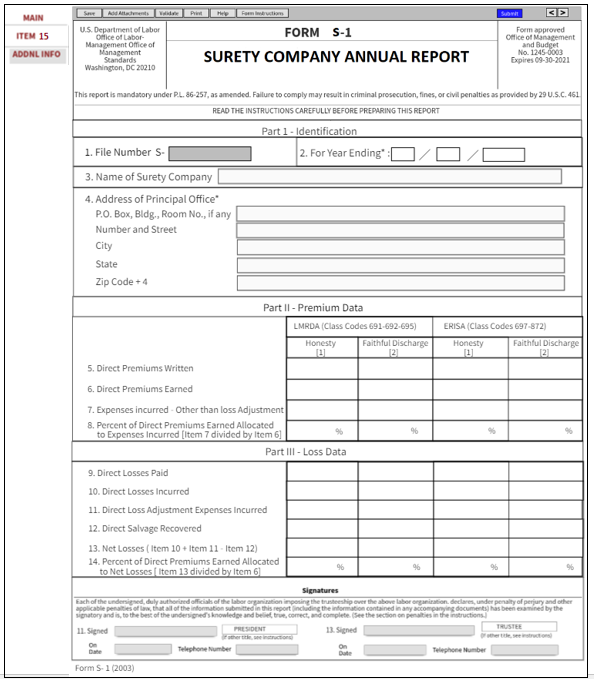 MAIN
ITEM 15
ADDNL INFO
Save Add Attachments Validate Print Help Form Instructions Submit < >
U.S. Department of Labor
Office of Labor-
Management Office of
Management
Standards
Washington, DC 20210
FORM S-1
SURETY COMPANY ANNUAL REPORT
Form approved
Office of Management
and Budget
No. 1245-0003
Expires 09-30-2021
This report is mandatory under P.L. 86-257, as amended. Failure to comply may result in criminal prosecution, fines, or civil penalties as provided by 29 U.S.C. 461.
READ THE INSTRUCTIONS CAREFULLY BEFORE PREPARING THIS REPORT
Part 1 - Identification
1. File Number S-
2. For Year Ending* : / /
3. Name of Surety Company
4. Address of Principal Office*
P.O. Box, Bldg., Room No., if any
Number and Street
City
State
Zip Code + 4
Part II - Premium Data
LMRDA (Class Codes 691-692-695) ERISA (Class Codes 697-872)
Honesty Faithful Discharge Honesty Faithful Discharge
[1] [2] [1] [2]
5. Direct Premiums Written
6. Direct Premiums Earned
7. Expenses incurred - Other than loss Adjustment
8. Percent of Direct Premiums Earned Allocated
to Expenses Incurred [Item 7 divided by Item 6] % % % %
Part III - Loss Data
9. Direct Losses Paid
10. Direct Losses Incurred
11. Direct Loss Adjustment Expenses Incurred
12. Direct Salvage Recovered
13. Net Losses ( Item 10 + Item 11 - Item 12)
14. Percent of Direct Premiums Earned Allocated
to Net Losses [ Item 13 divided by Item 6] % % % %
Signatures
Each of the undersigned, duly authorized officials of the labor organization imposing the trusteeship over the above labor organization, declares, under penalty of perjury and other
applicable penalties of law, that all of the information submitted in this report (including the information contained in any accompanying documents) has been examined by the
signatory and is, to the best of the undersigned's knowledge and belief, true, correct, and complete. (See the section on penalties in the instructions.)
11. Signed PRESIDENT 13. Signed TRUSTEE
(If other title, see instructions) (If other title, see instructions)
On
Date Telephone Number On
Date Telephone Number
Form S- 1 (2003)